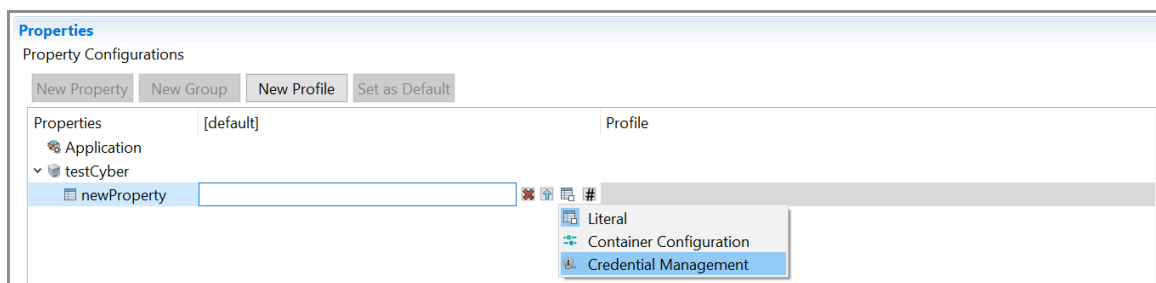 Properties
Property Configurations
New Property New Group New Profile Set as Default
Properties [default] Profile
Application
testCyber
newProperty #
Literal
Container Configuration
Credential Management